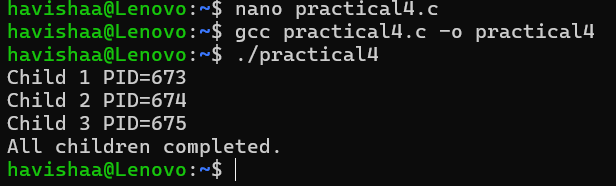 havishaa@Lenovo:~$ nano practical4.c
havishaa@Lenovo:~$ gcc practical4.c -o practical4
havishaa@Lenovo:~$ ./practical4
Child 1 PID=673
Child 2 PID=674
Child 3 PID=675
All children completed.
havishaa@Lenovo:~$